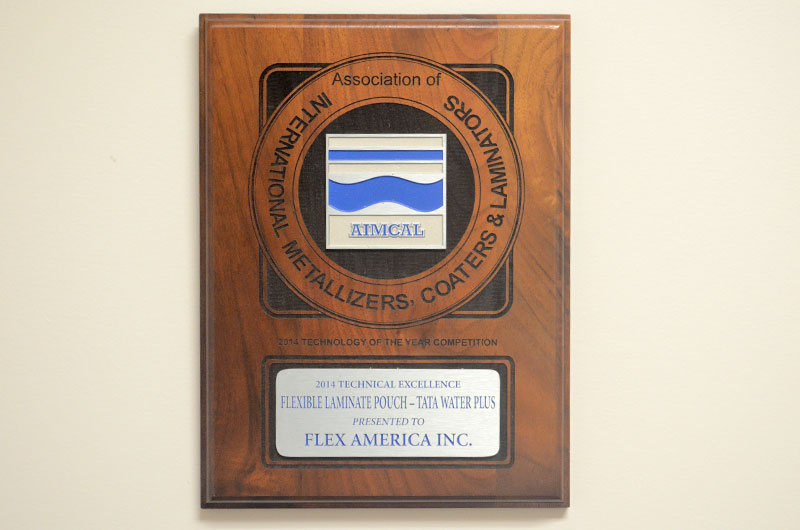 Association of
INTERNATIONAL METALLIZERS, COATERS & LAMINATORS
AIMCAL
2014 TECHNOLOGY OF THE YEAR COMPETITION
2014 TECHNICAL EXCELLENCE
FLEXIBLE LAMINATE POUCH – TATA WATER PLUS
PRESENTED TO
FLEX AMERICA INC.